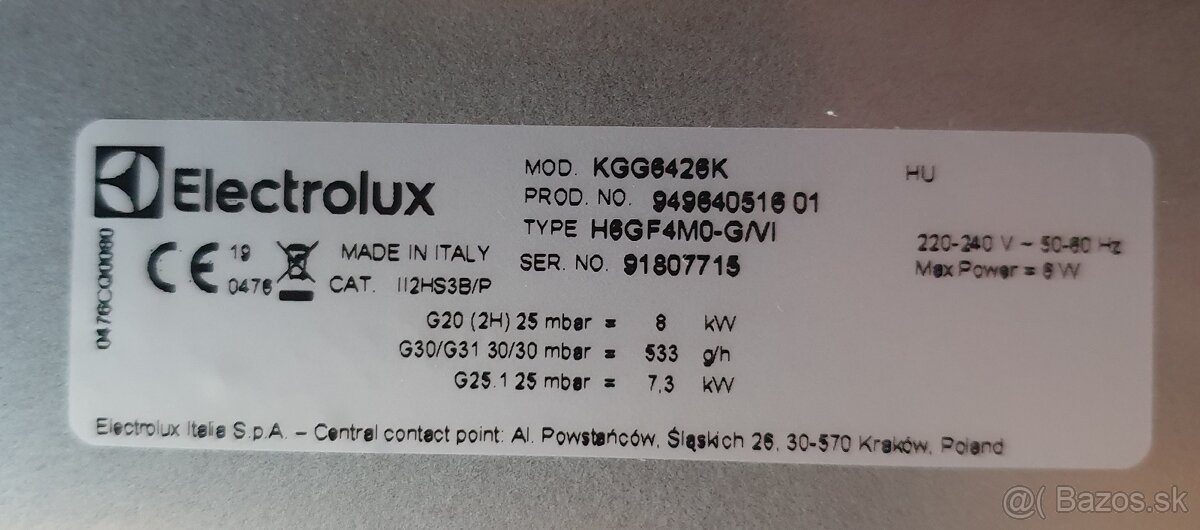 Electrolux
MOD. KGG6426K
PROD. NO. 949640516 01
TYPE H6GF4M0-G/VI
SER. NO. 91807715
HU
220-240 V ~ 50-60 Hz
Max Power = 6 W
0476CQ0080
CE 19
0476
MADE IN ITALY
CAT. II2HS3B/P
G20 (2H) 25 mbar = 8 kW
G30/G31 30/30 mbar = 533 g/h
G25.1 25 mbar = 7,3 kW
Electrolux Italia S.p.A. – Central contact point: Al. Powstańców, Śląskich 26, 30-570 Kraków, Poland
@( Bazos.sk